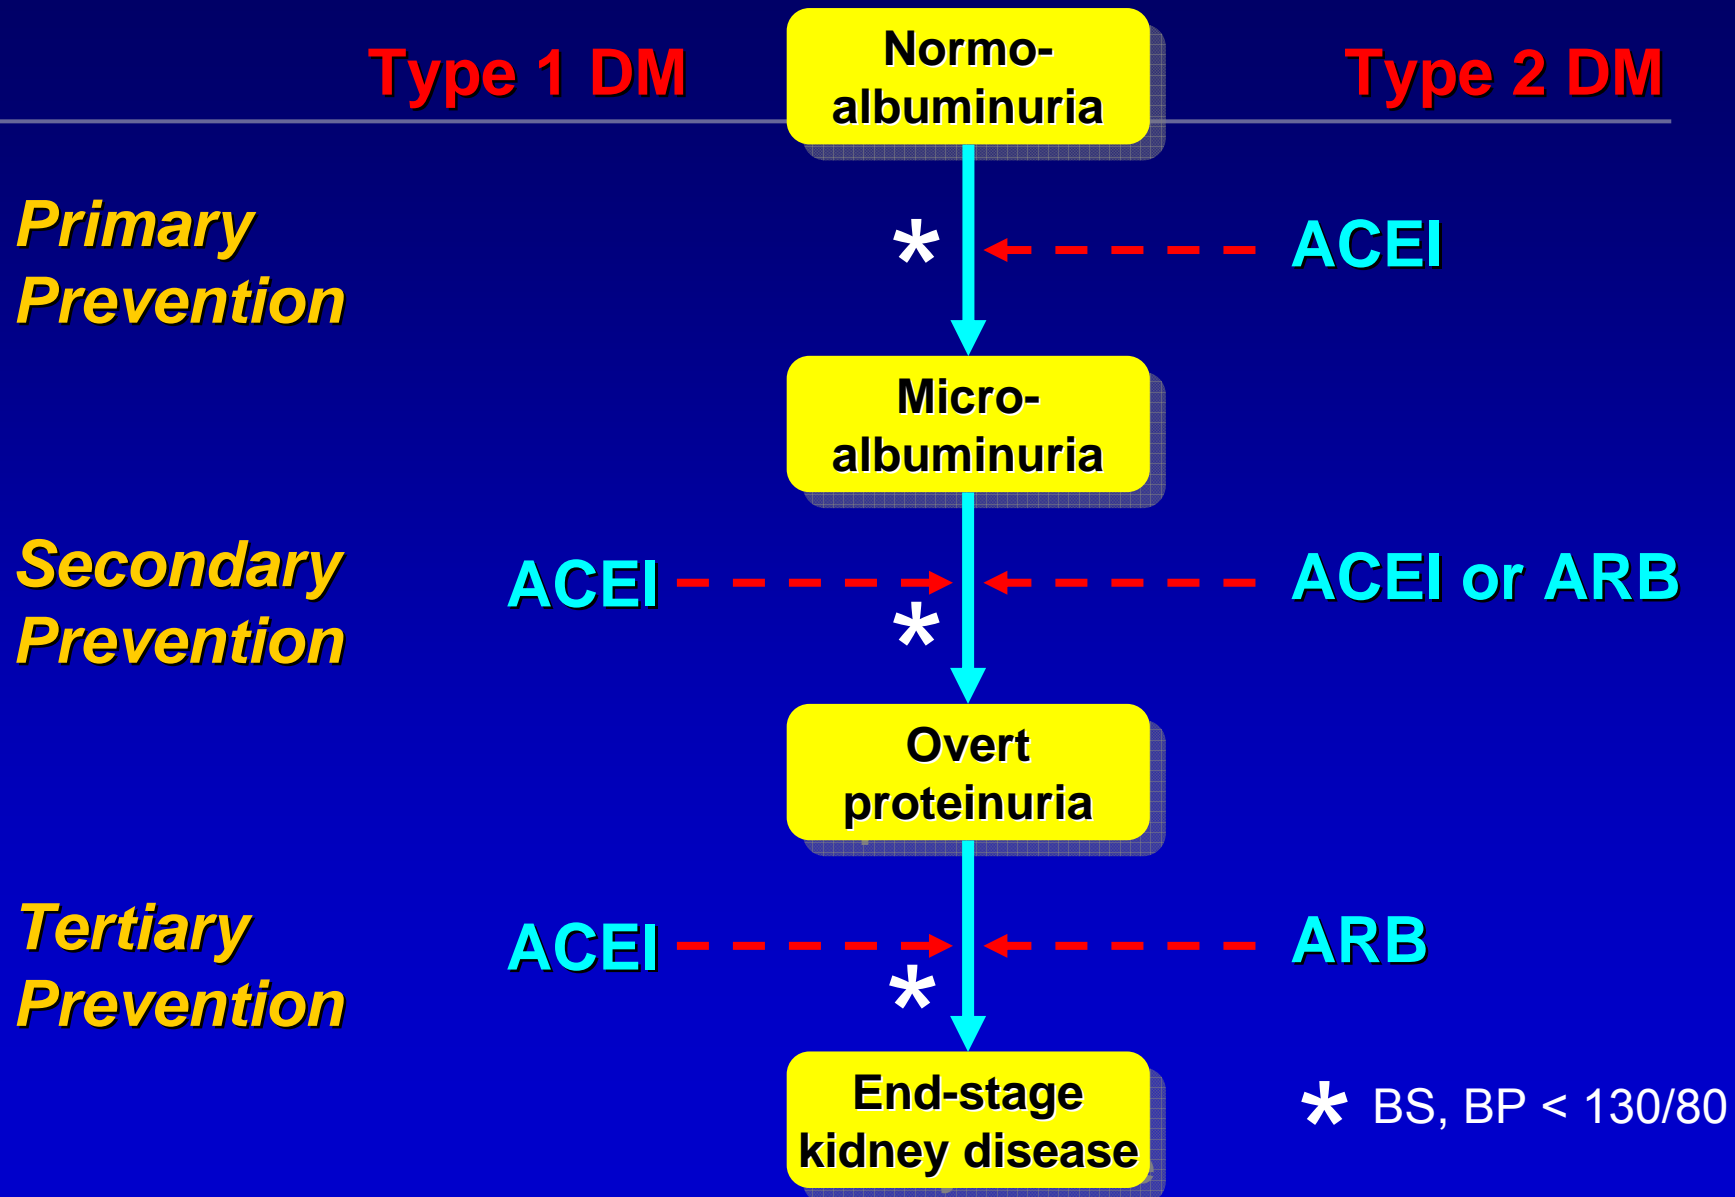 Type 1 DM
Normo-
albuminuria
Type 2 DM
Primary
Prevention
*
ACEI
Micro-
albuminuria
Secondary
Prevention
ACEI
*
ACEI or ARB
Overt
proteinuria
Tertiary
Prevention
ACEI
*
ARB
End-stage
kidney disease
* BS, BP < 130/80